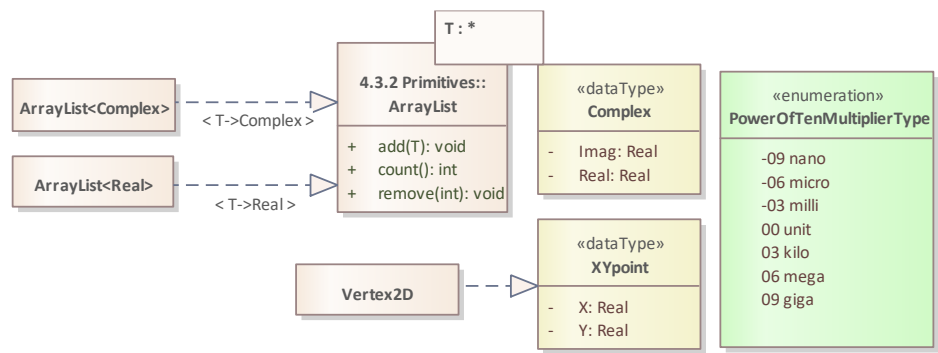 T : *
4.3.2 Primitives::
ArrayList
+ add(T): void
+ count(): int
+ remove(int): void
ArrayList<Complex>
< T->Complex >
ArrayList<Real>
< T->Real >
«dataType»
Complex
- Imag: Real
- Real: Real
«enumeration»
PowerOfTenMultiplierType
-09 nano
-06 micro
-03 milli
00 unit
03 kilo
06 mega
09 giga
Vertex2D
«dataType»
XYpoint
- X: Real
- Y: Real